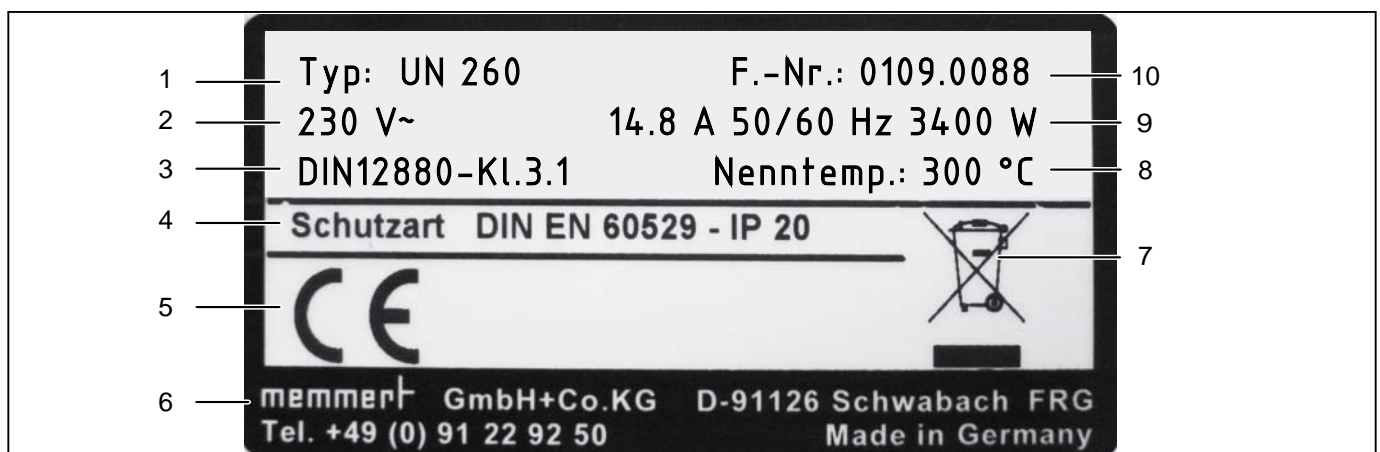 1 Typ: UN 260 F.-Nr.: 0109.0088 10
2 230 V~ 14.8 A 50/60 Hz 3400 W 9
3 DIN12880-Kl.3.1 Nenntemp.: 300 °C 8
4 Schutzart DIN EN 60529 - IP 20
7
5 CE
6 memmert GmbH+Co.KG D-91126 Schwabach FRG
Tel. +49 (0) 91 22 92 50 Made in Germany